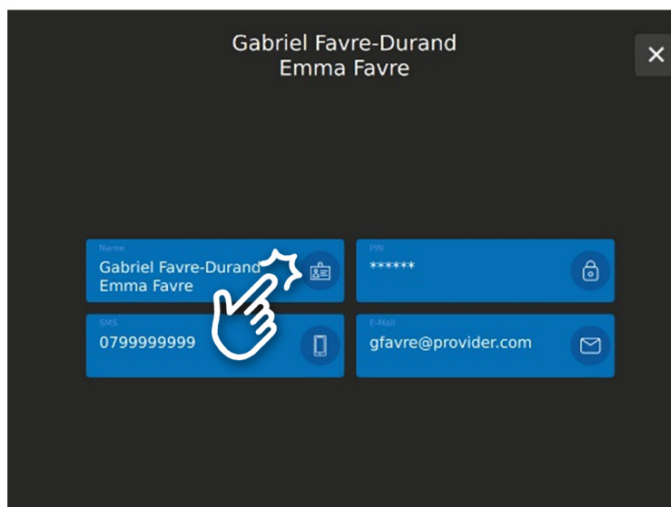 Gabriel Favre-Durand
Emma Favre
Name
Gabriel Favre-Durand
Emma Favre
PIN
******
SMS
0799999999
E-Mail
gfavre@provider.com